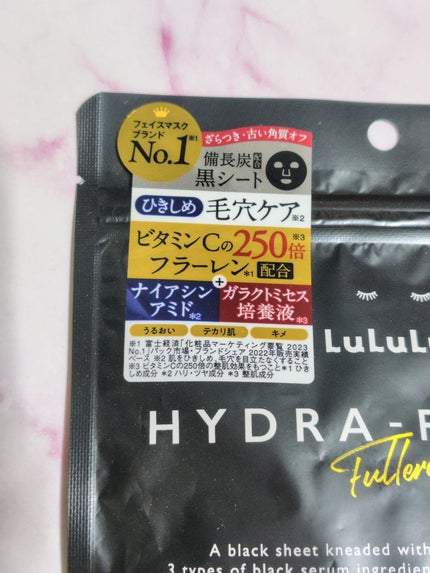 フェイスマスク
ブランド
No.1※1
ざらつき・古い角質オフ
備長炭配合
黒シート
ひきしめ 毛穴ケア※2
ビタミンCの250倍※3
フラーレン*1 配合
+
ナイアシン
アミド*2
ガラクトミセス
培養液*3
うるおい テカリ肌 キメ
※1 富士経済「化粧品マーケティング要覧 2023
No.1」パック市場・ブランドシェア 2022年販売実績
ベース ※2 肌をひきしめ、毛穴を目立たなくすること
※3 ビタミンCの250倍の整肌効果をもつこと*1 ひき
しめ成分 *2 ハリ・ツヤ成分 *3 整肌成分
LuLuLu
HYDRA-
A black sheet kneaded with
3 types of black serum